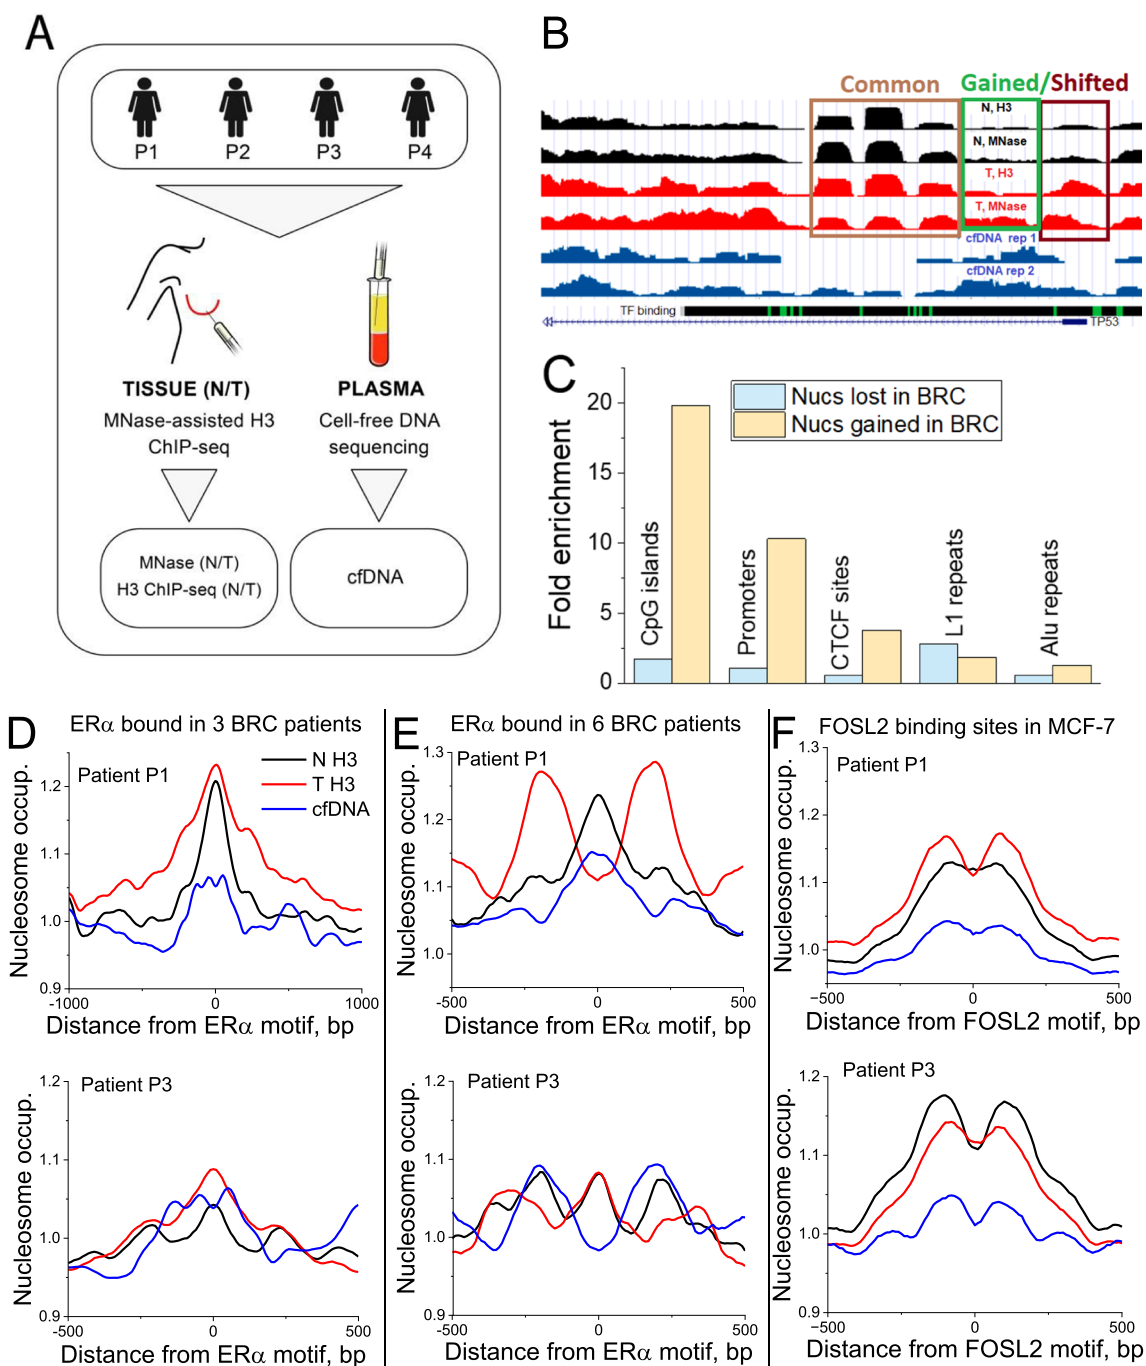 A
P1
P2
P3
P4
TISSUE (N/T)
MNase-assisted H3
ChIP-seq
PLASMA
Cell-free DNA
sequencing
MNase (N/T)
H3 ChIP-seq (N/T)
cfDNA
B
Common
Gained/Shifted
N, H3
N, MNase
T, H3
T, MNase
cfDNA rep 1
cfDNA rep 2
TF binding
TP53
C
Fold enrichment
20
15
10
5
0
Nucs lost in BRC
Nucs gained in BRC
CpG islands
Promoters
CTCF sites
L1 repeats
Alu repeats
D
ERα bound in 3 BRC patients
Patient P1
N H3
T H3
cfDNA
Nucleosome occup.
1.2
1.1
1.0
0.9
-1000
0
1000
Distance from ERα motif, bp
Patient P3
Nucleosome occup.
1.2
1.1
1.0
0.9
-500
0
500
Distance from ERα motif, bp
E
ERα bound in 6 BRC patients
Patient P1
Nucleosome occup.
1.3
1.2
1.1
1.0
-500
0
500
Distance from ERα motif, bp
Patient P3
Nucleosome occup.
1.2
1.1
1.0
0.9
-500
0
500
Distance from ERα motif, bp
F
FOSL2 binding sites in MCF-7
Patient P1
Nucleosome occup.
1.3
1.2
1.1
1.0
−500
0
500
Distance from FOSL2 motif, bp
Patient P3
Nucleosome occup.
1.2
1.1
1.0
0.9
−500
0
500
Distance from FOSL2 motif, bp